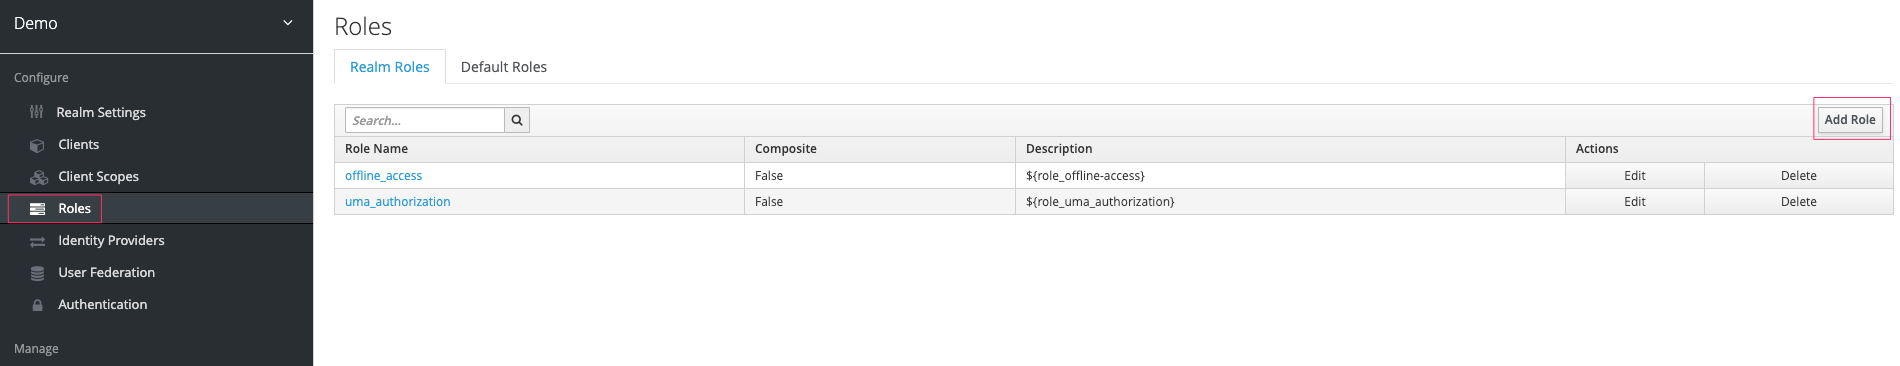 Demo
Configure
Realm Settings
Clients
Client Scopes
Roles
Identity Providers
User Federation
Authentication
Manage
Roles
Realm Roles Default Roles
Search... Add Role
Role Name Composite Description Actions
offline_access False ${role_offline-access} Edit Delete
uma_authorization False ${role_uma_authorization} Edit Delete